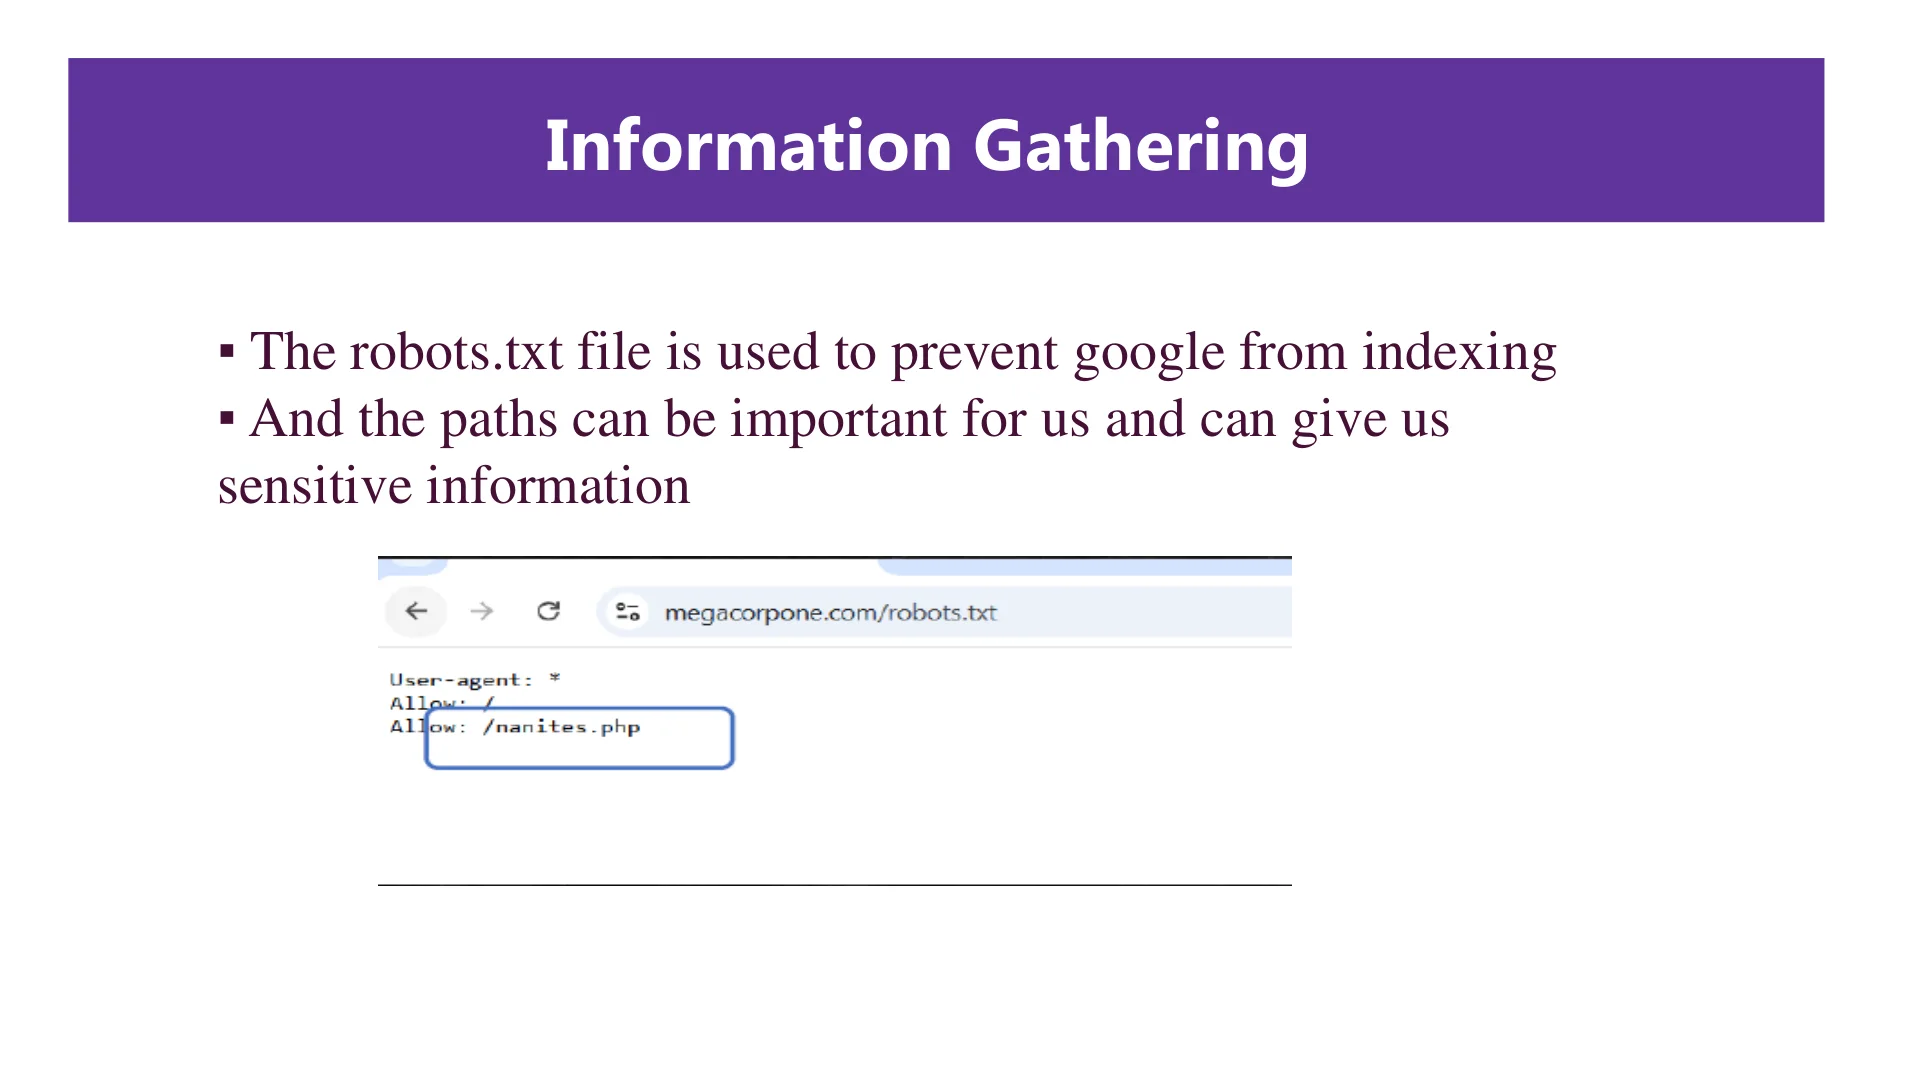 Information Gathering
▪ The robots.txt file is used to prevent google from indexing
▪ And the paths can be important for us and can give us
sensitive information
megacorpone.com/robots.txt
User-agent: *
Allow: /
Allow: /nanites.php